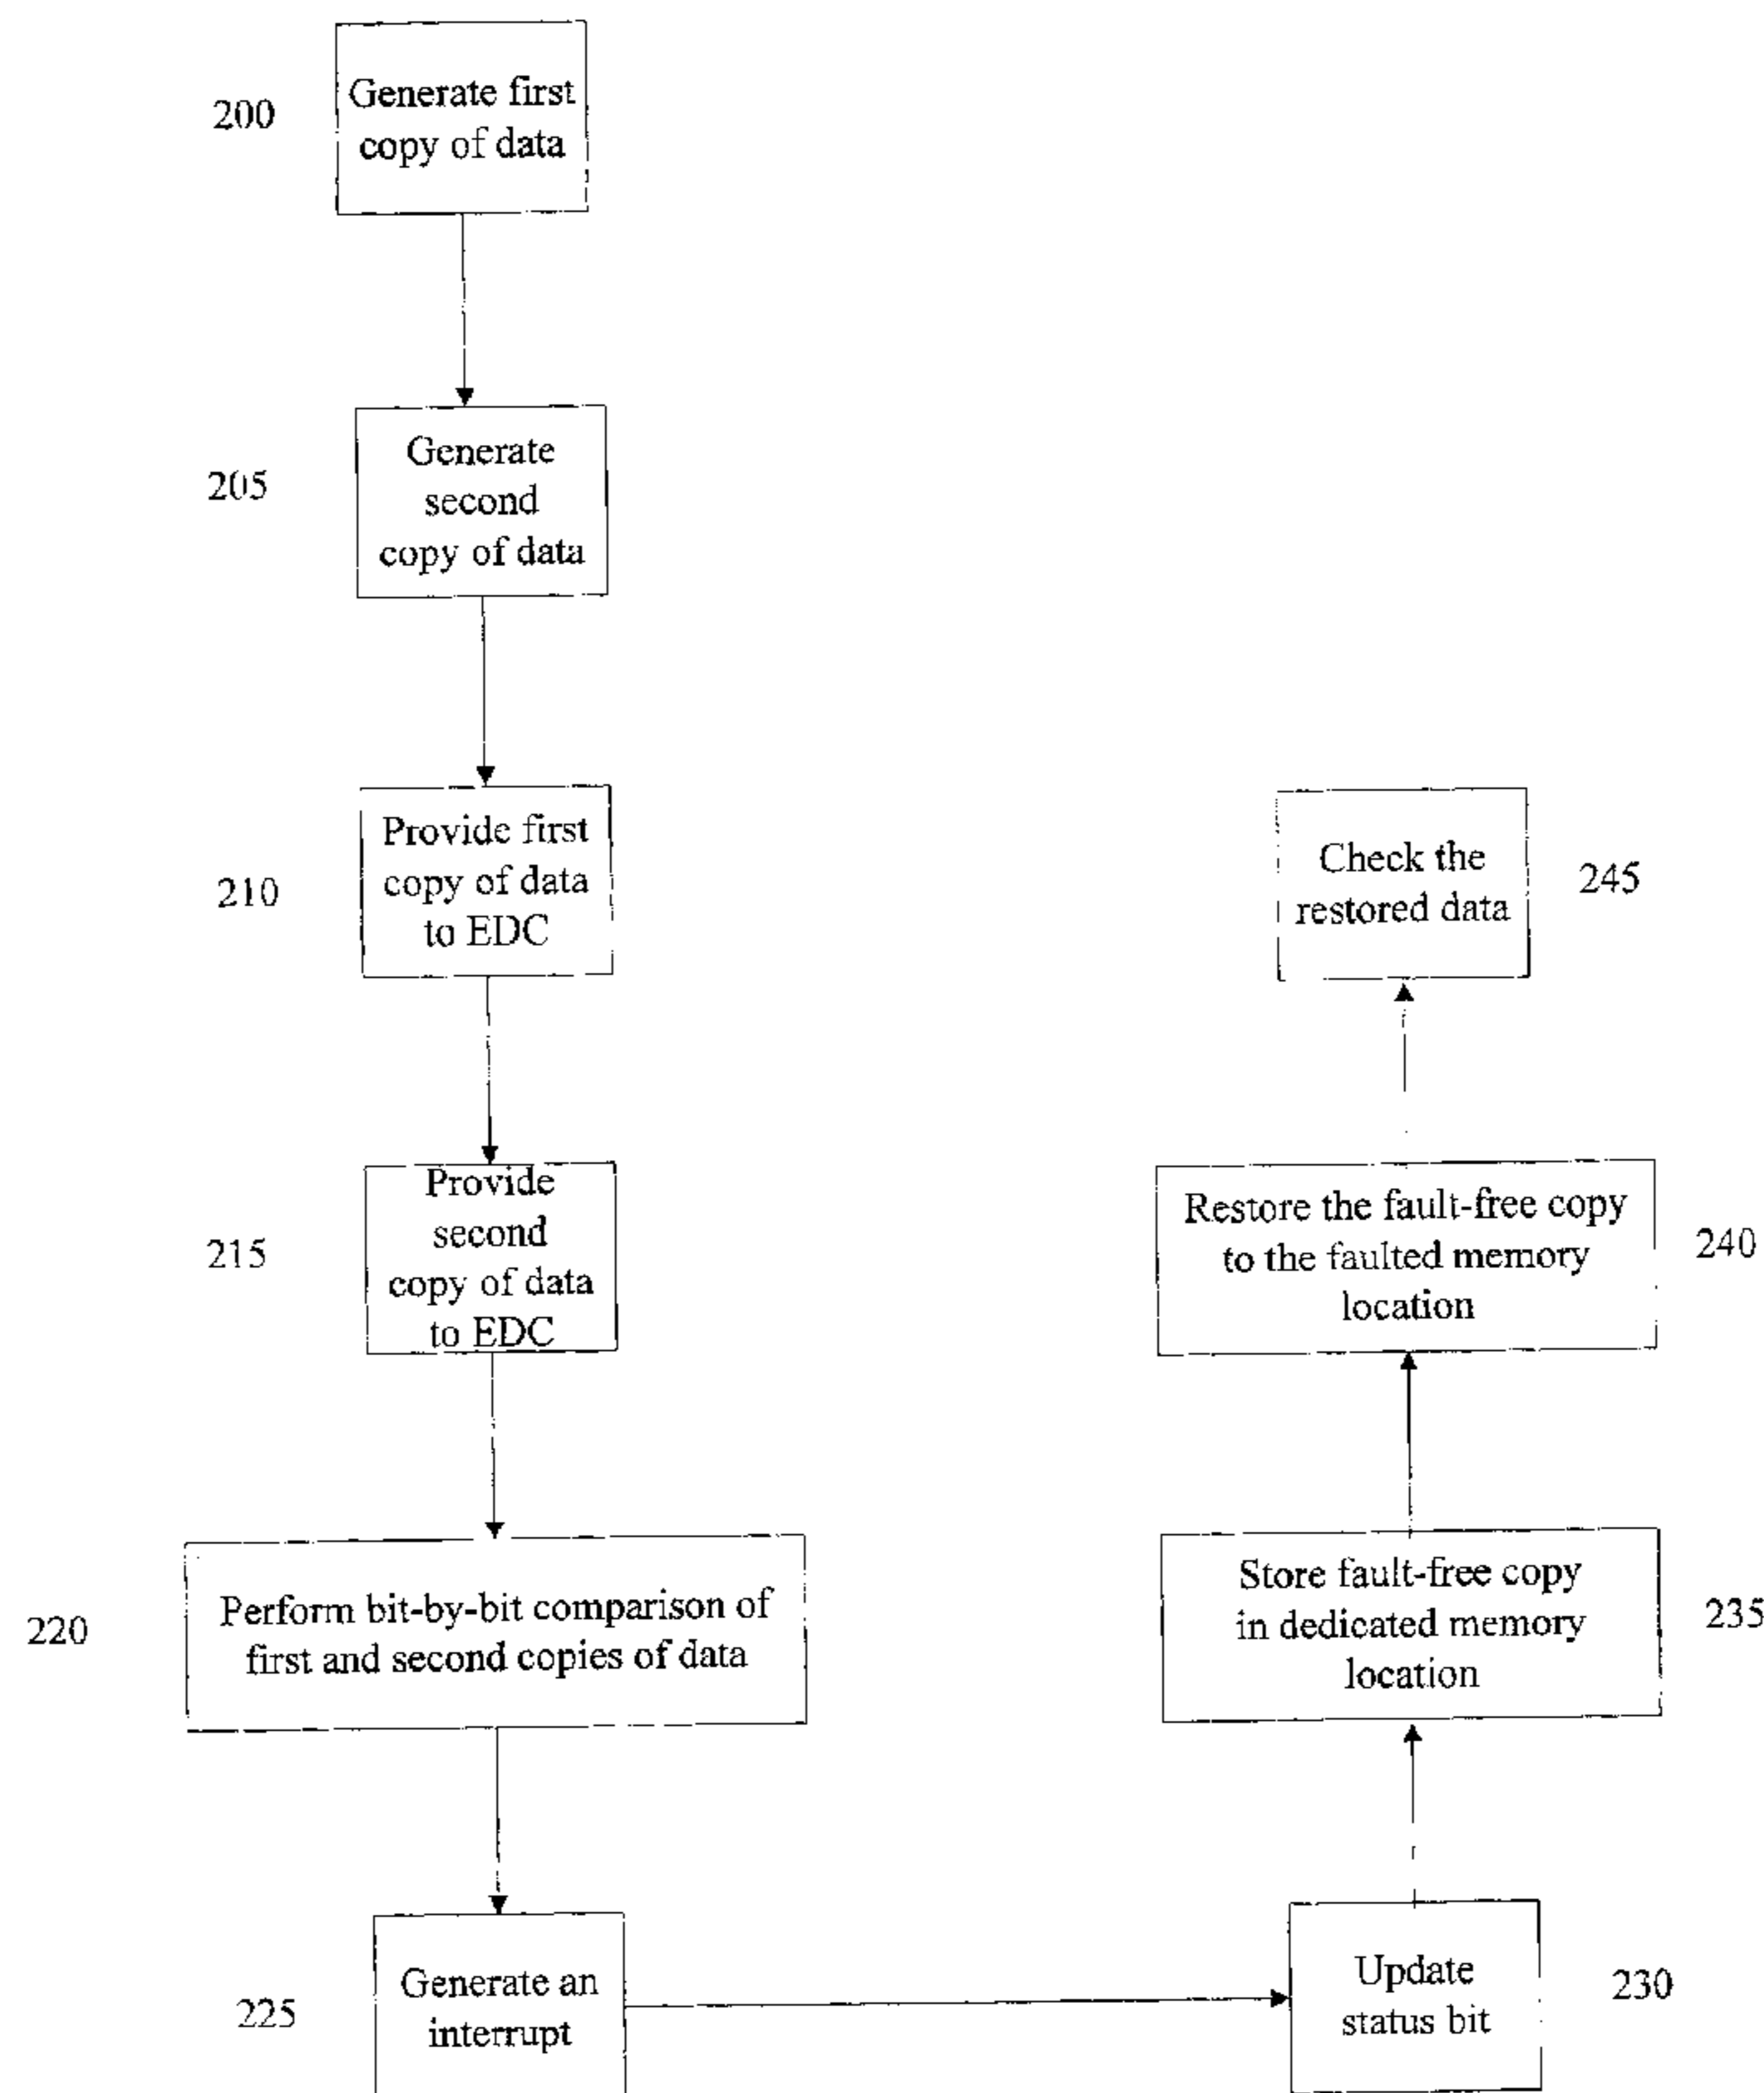 200
Generate first
copy of data
205
Generate
second
copy of data
210
Provide first
copy of data
to EDC
215
Provide
second
copy of data
to EDC
220
Perform bit-by-bit comparison of
first and second copies of data
225
Generate an
interrupt
Update
status bit
230
Store fault-free copy
in dedicated memory
location
235
Restore the fault-free copy
to the faulted memory
location
240
Check the
restored data
245